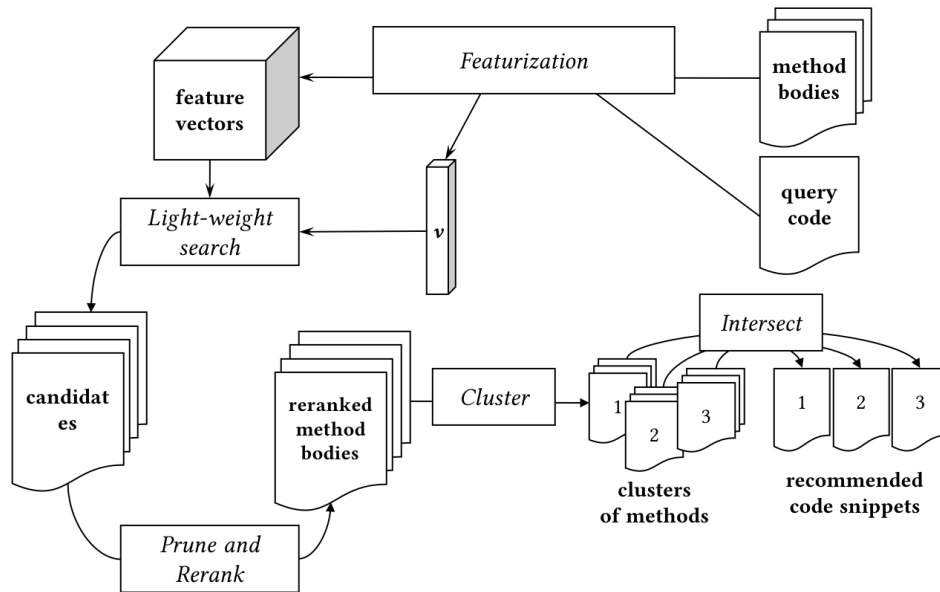 Featurization
method
bodies
feature
vectors
query
code
Light-weight
search
v
Intersect
candidat
es
reranked
method
bodies
Cluster
1
2
3
1
2
3
clusters
of methods
recommended
code snippets
Prune and
Rerank